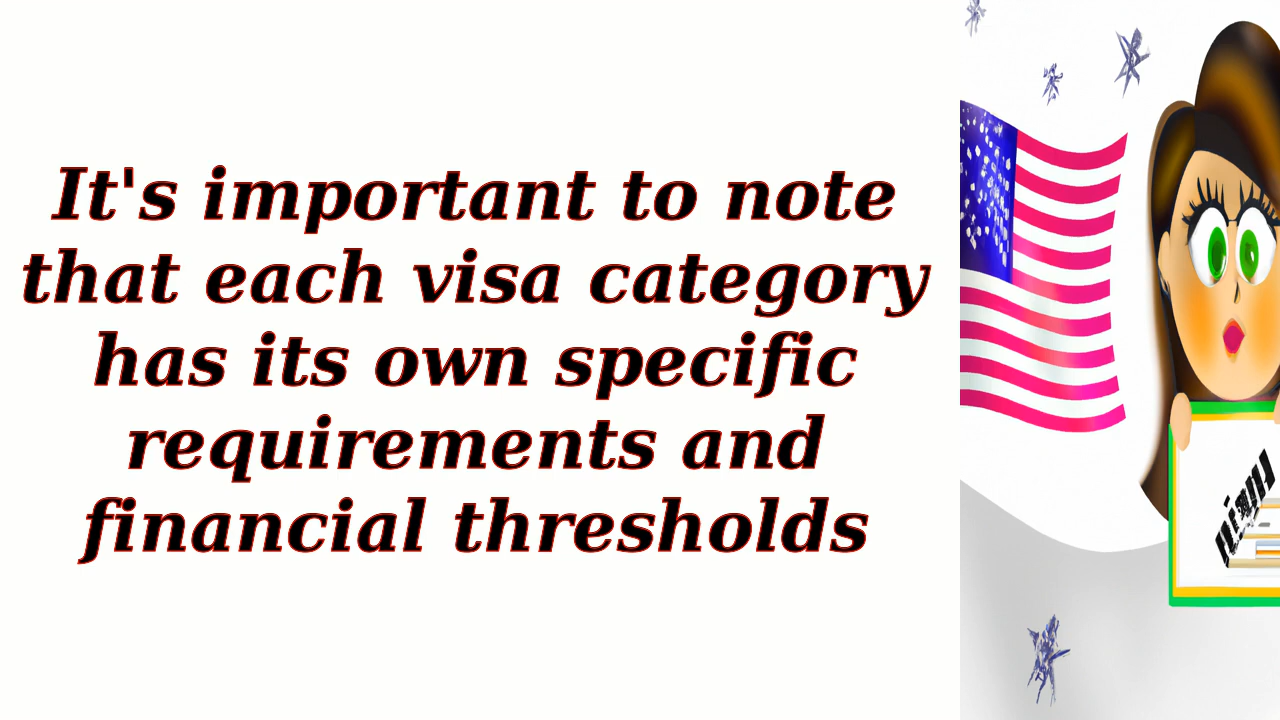 It's important to note
that each visa category
has its own specific
requirements and
financial thresholds